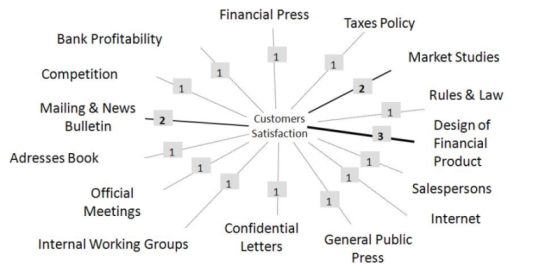 Financial Press
Taxes Policy
Bank Profitability
Market Studies
Competition
Rules & Law
Mailing & News
Bulletin
Customers
Satisfaction
Design of
Financial
Product
Adresses Book
Salespersons
Official
Meetings
Internet
Internal Working Groups
Confidential
Letters
General Public
Press
1
1
1
1
2
1
2
3
1
1
1
1
1
1
1